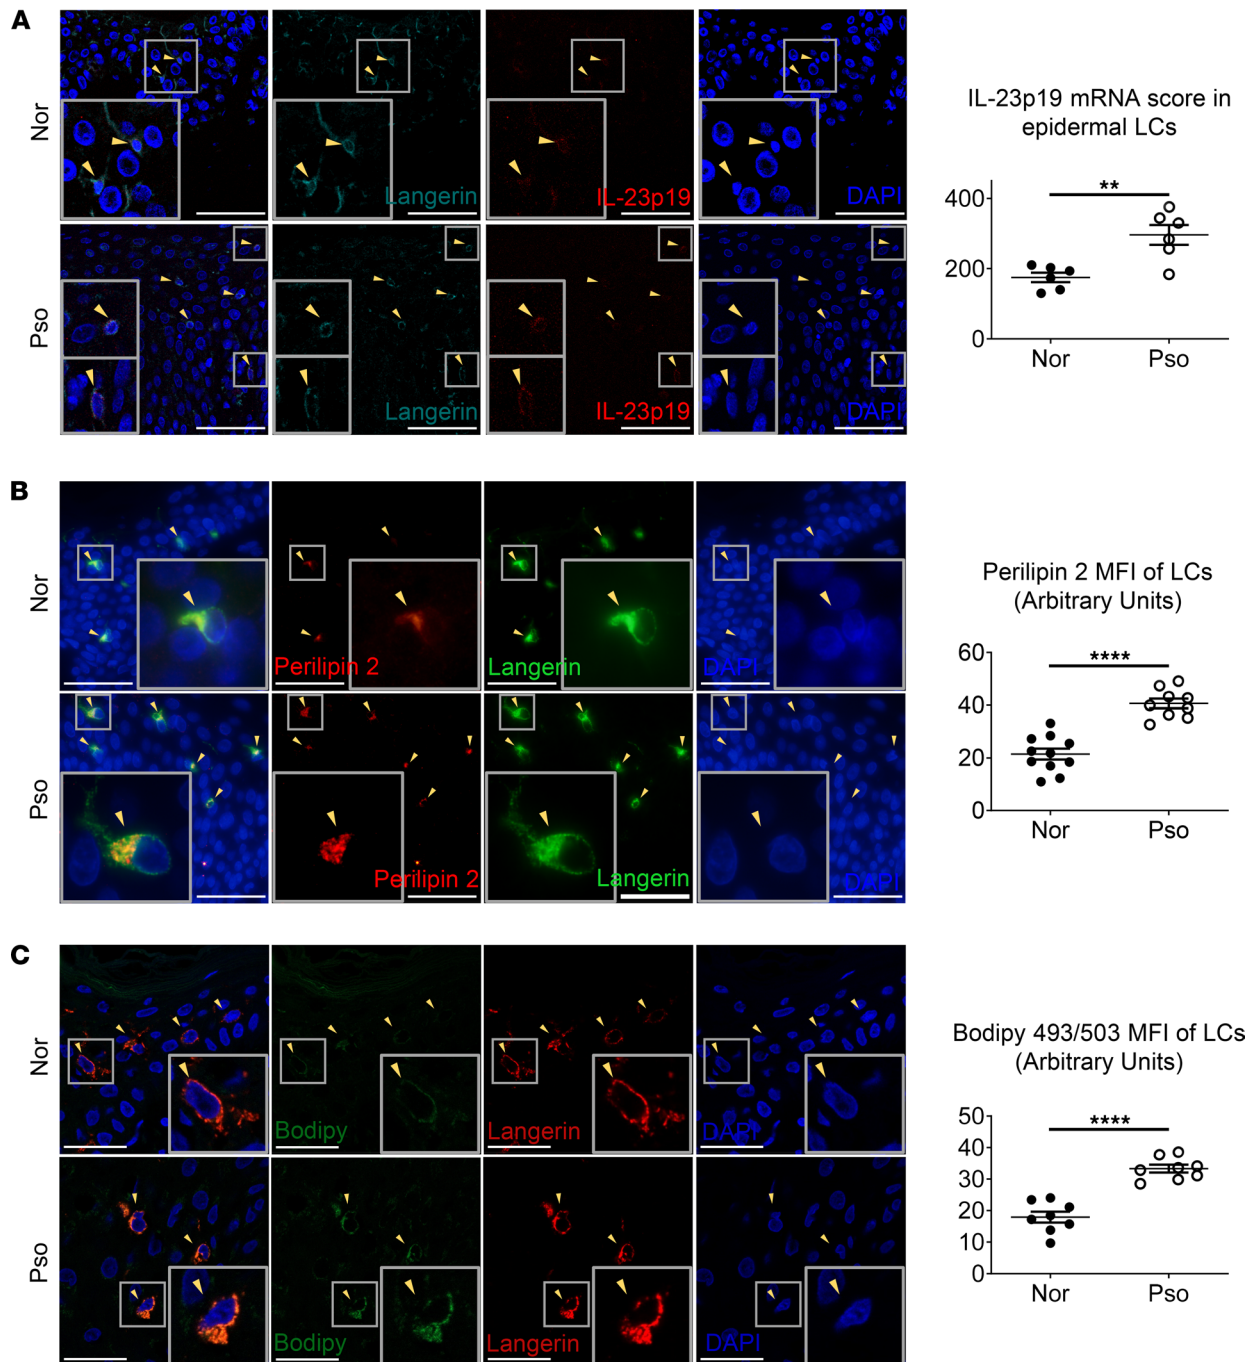 A
Nor
Langerin
IL-23p19
DAPI
Pso
Langerin
IL-23p19
DAPI
IL-23p19 mRNA score in
epidermal LCs
**
400
200
0
Nor
Pso
B
Nor
Perilipin 2
Langerin
DAPI
Pso
Perilipin 2
Langerin
DAPI
Perilipin 2 MFI of LCs
(Arbitrary Units)
****
60
40
20
0
Nor
Pso
C
Nor
Bodipy
Langerin
DAPI
Pso
Bodipy
Langerin
DAPI
Bodipy 493/503 MFI of LCs
(Arbitrary Units)
****
50
40
30
20
10
0
Nor
Pso